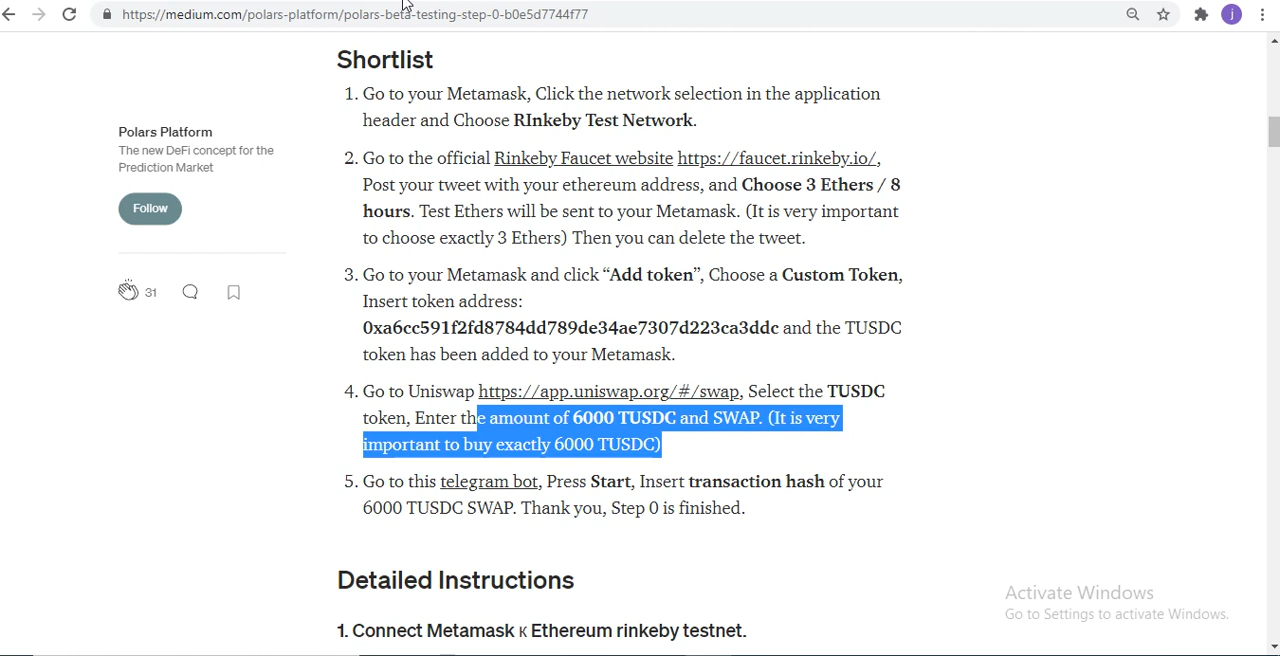 https://medium.com/polars-platform/polars-beta-testing-step-0-b0e5d7744f77
j
Shortlist
1. Go to your Metamask, Click the network selection in the application
header and Choose RInkeby Test Network.
Polars Platform
The new DeFi concept for the
Prediction Market
Follow
31
2. Go to the official Rinkeby Faucet website https://faucet.rinkeby.io/,
Post your tweet with your ethereum address, and Choose 3 Ethers / 8
hours. Test Ethers will be sent to your Metamask. (It is very important
to choose exactly 3 Ethers) Then you can delete the tweet.
3. Go to your Metamask and click “Add token”, Choose a Custom Token,
Insert token address:
0xa6cc591f2fd8784dd789de34ae7307d223ca3ddc and the TUSDC
token has been added to your Metamask.
4. Go to Uniswap https://app.uniswap.org/#/swap, Select the TUSDC
token, Enter the amount of 6000 TUSDC and SWAP. (It is very
important to buy exactly 6000 TUSDC)
5. Go to this telegram bot, Press Start, Insert transaction hash of your
6000 TUSDC SWAP. Thank you, Step 0 is finished.
Detailed Instructions
1. Connect Metamask к Ethereum rinkeby testnet.
Activate Windows
Go to Settings to activate Windows.